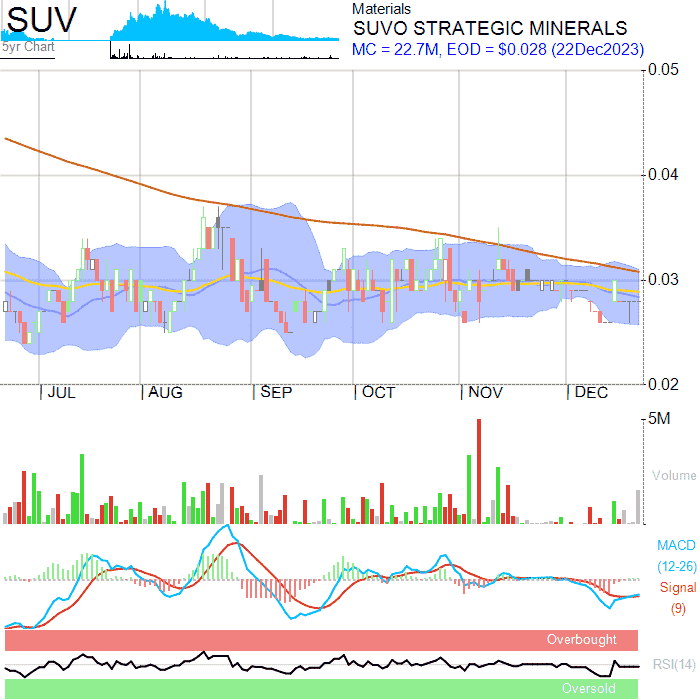 SUV
5yr Chart
Materials
SUVO STRATEGIC MINERALS
MC = 22.7M, EOD = $0.028 (22Dec2023)
0.05
0.04
0.03
0.02
JUL AUG SEP OCT NOV DEC
5M
Volume
MACD
(12-26)
Signal
(9)
Overbought
RSI(14)
Oversold